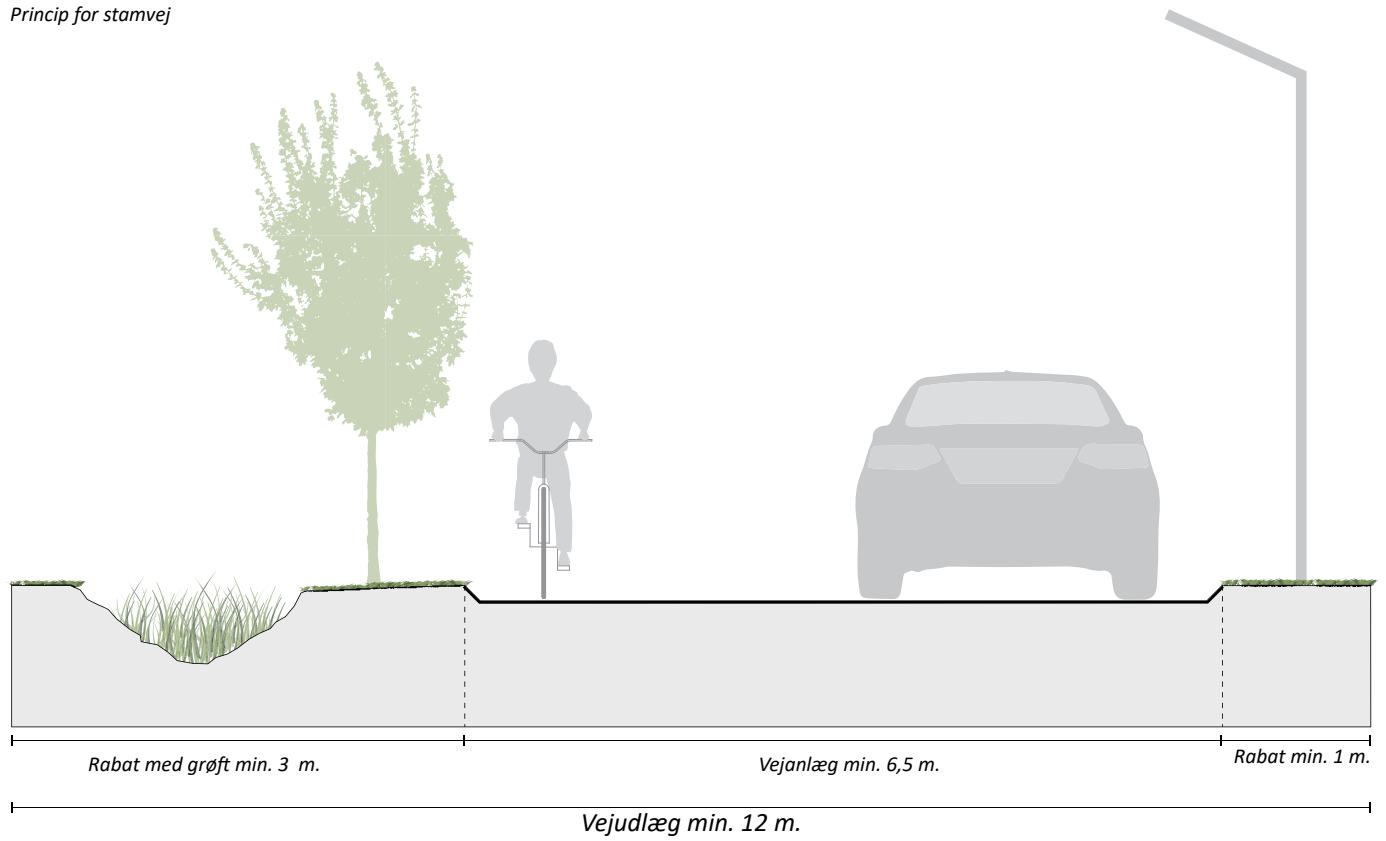 Princip for stamvej
Rabat med grøft min. 3 m.
Vejanlæg min. 6,5 m.
Rabat min. 1 m.
Vejudlæg min. 12 m.